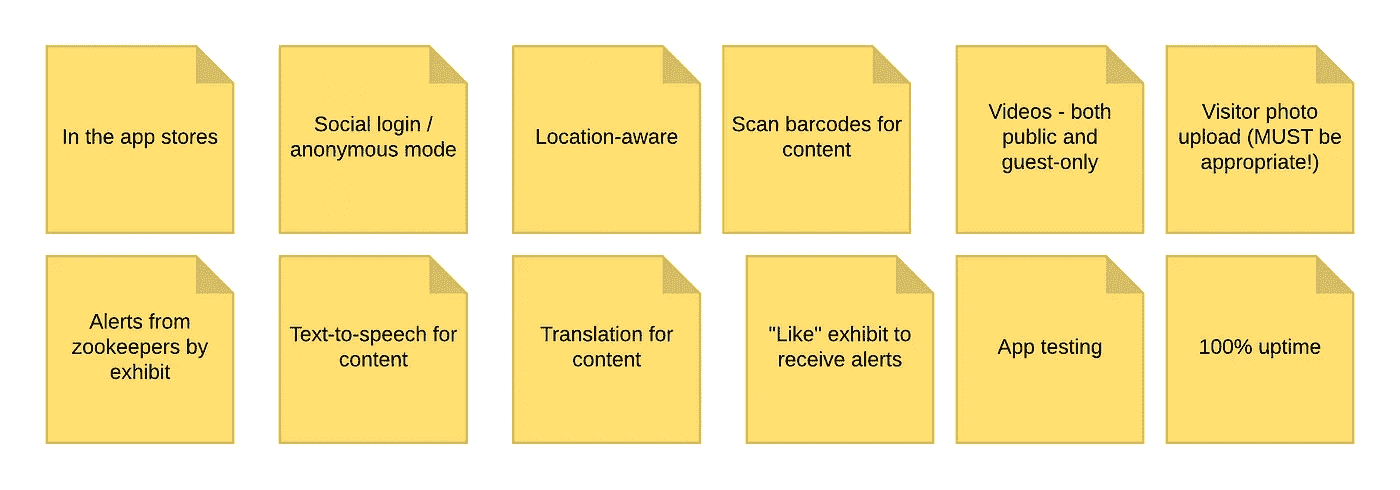 In the app stores
Social login /
anonymous mode
Location-aware
Scan barcodes for
content
Videos - both
public and
guest-only
Visitor photo
upload (MUST be
appropriate!)
Alerts from
zookeepers by
exhibit
Text-to-speech for
content
Translation for
content
"Like" exhibit to
receive alerts
App testing
100% uptime